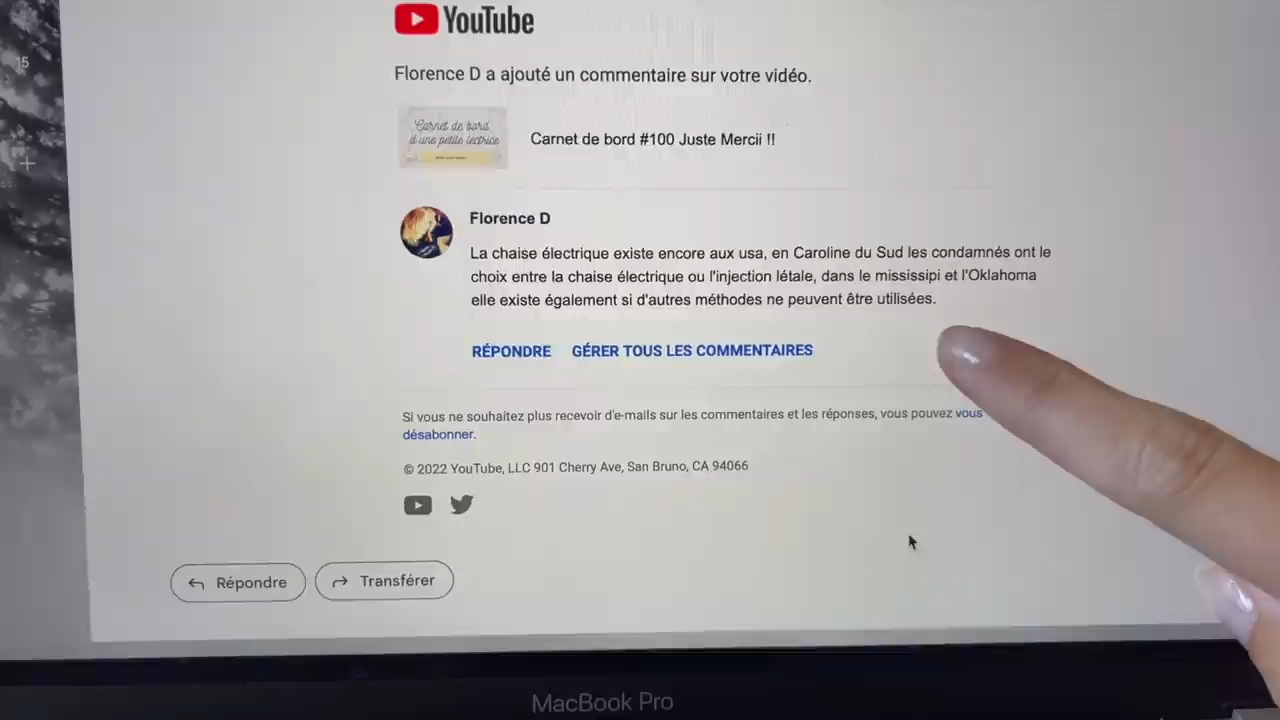 15
YouTube
Florence D a ajouté un commentaire sur votre vidéo.
Carnet de bord
d'une petite lectrice
Carnet de bord #100 Juste Mercii !!
Florence D
La chaise électrique existe encore aux usa, en Caroline du Sud les condamnés ont le
choix entre la chaise électrique ou l'injection létale, dans le mississipi et l'Oklahoma
elle existe également si d'autres méthodes ne peuvent être utilisées.
RÉPONDRE GÉRER TOUS LES COMMENTAIRES
Si vous ne souhaitez plus recevoir d'e-mails sur les commentaires et les réponses, vous pouvez vous
désabonner.
© 2022 YouTube, LLC 901 Cherry Ave, San Bruno, CA 94066
Répondre Transférer
MacBook Pro